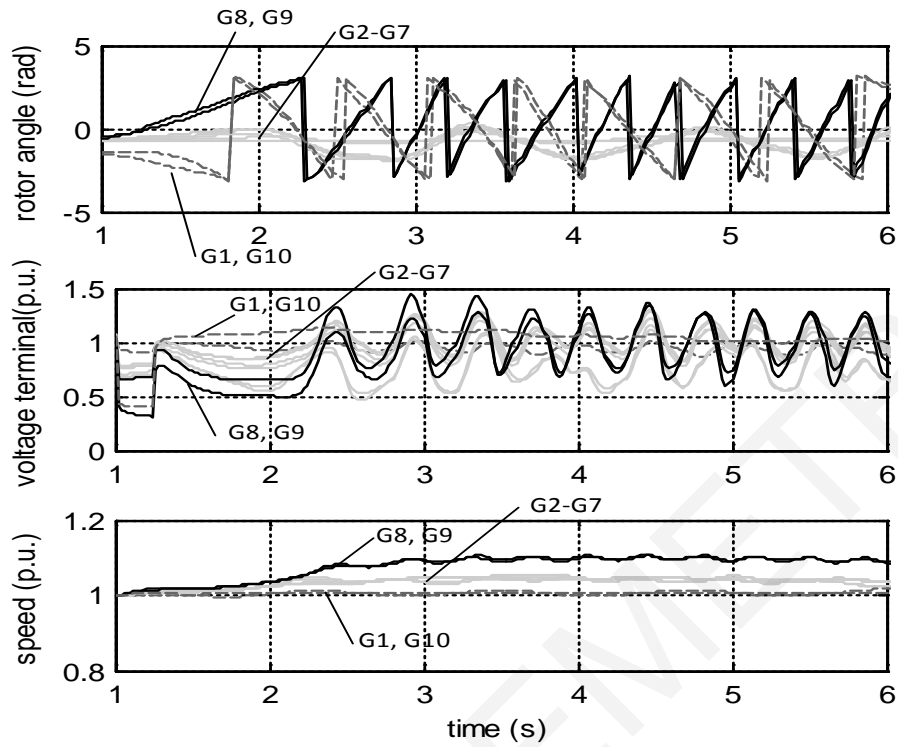 G8, G9
G2-G7
rotor angle (rad)
5
0
-5
1 2 3 4 5 6
G1, G10
G2-G7
voltage terminal(p.u.)
1.5
G1, G10
1
0.5
G8, G9
0
1 2 3 4 5 6
G2-G7
speed (p.u.)
1.2
G8, G9
1
G1, G10
0.8
1 2 3 4 5 6
time (s)